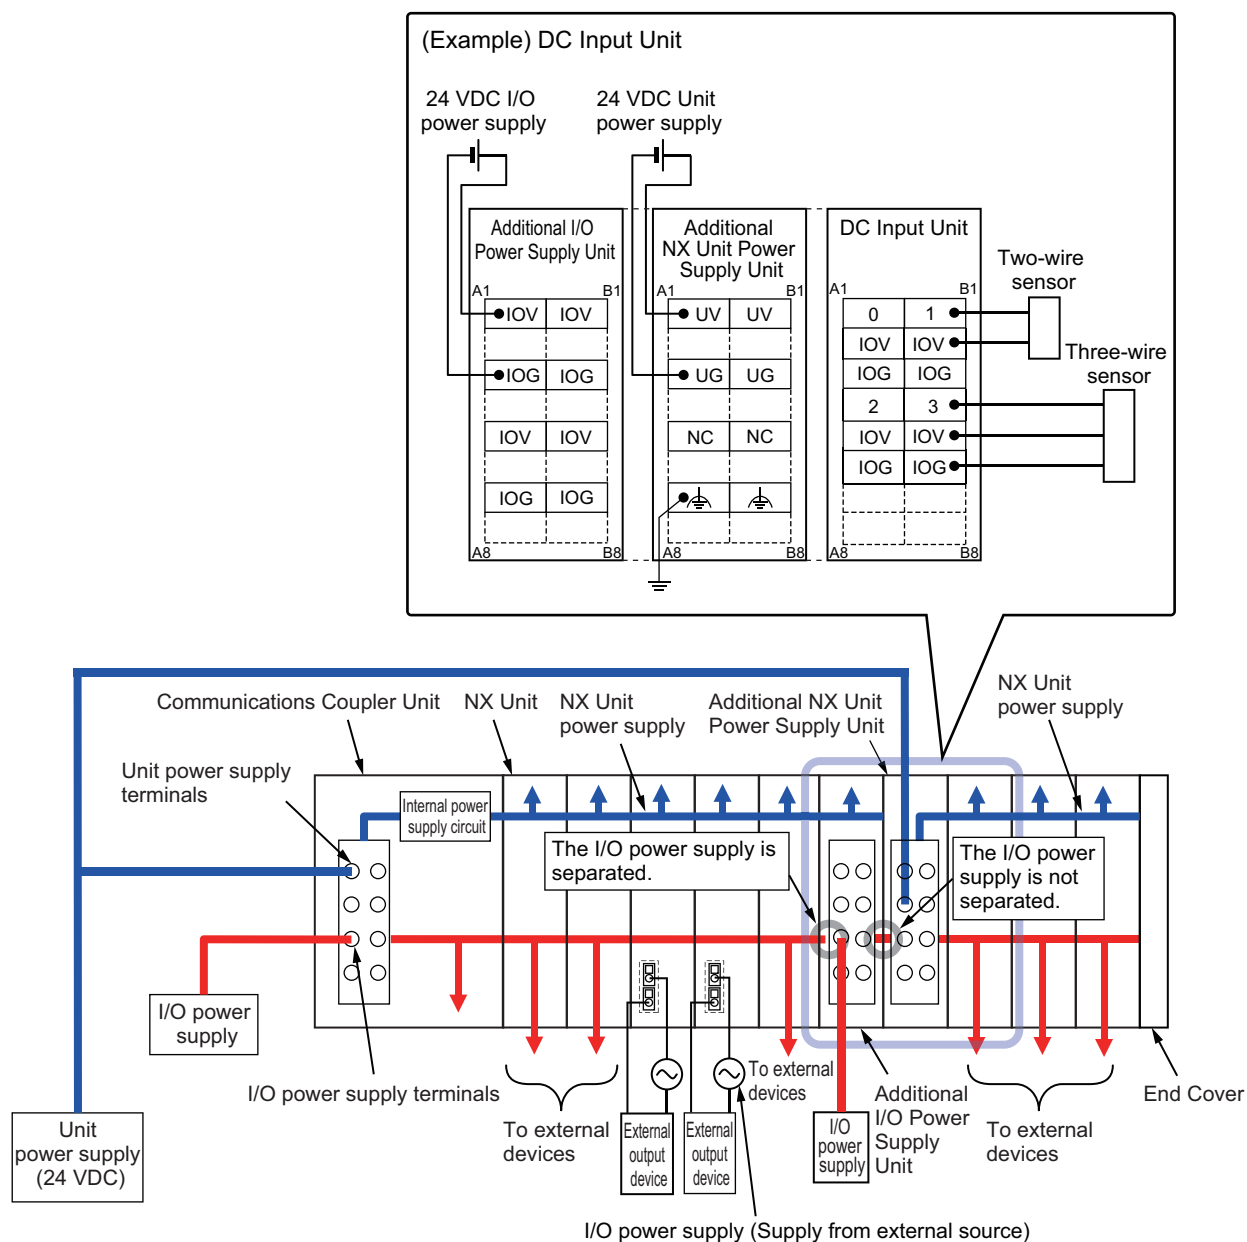 (Example) DC Input Unit
24 VDC I/O
power supply
24 VDC Unit
power supply
Additional I/O
Power Supply Unit
Additional
NX Unit Power
Supply Unit
DC Input Unit
Two-wire
sensor
Three-wire
sensor
A1 B1
IOV IOV
IOG IOG
IOV IOV
IOG IOG
A8 B8
A1 B1
UV UV
UG UG
NC NC
A8 B8
A1 B1
0 1
IOV IOV
IOG IOG
2 3
IOV IOV
IOG IOG
A8 B8
Communications Coupler Unit
NX Unit
NX Unit
power supply
Additional NX Unit
Power Supply Unit
NX Unit
power supply
Unit power supply
terminals
Internal power
supply circuit
The I/O power supply is
separated.
The I/O power
supply is not
separated.
I/O power
supply
I/O power supply terminals
To external
devices
Additional
I/O Power
Supply
Unit
End Cover
Unit
power supply
(24 VDC)
To external
devices
External
output
device
External
output
device
I/O
power
supply
To external
devices
I/O power supply (Supply from external source)